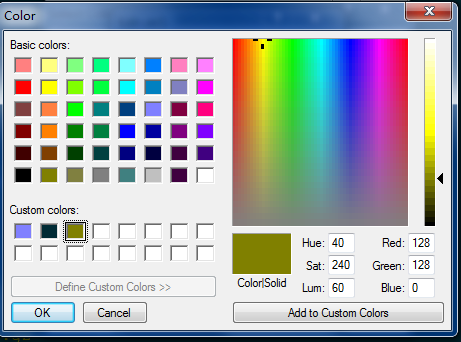 Color
Basic colors:
Custom colors:
Define Custom Colors >>
OK Cancel
Color|Solid
Hue: 40 Red: 128
Sat: 240 Green: 128
Lum: 60 Blue: 0
Add to Custom Colors